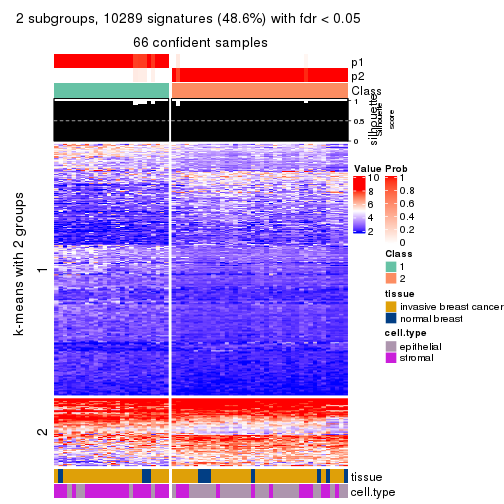 2 subgroups, 10289 signatures (48.6%) with fdr < 0.05
66 confident samples
p1
p2
Class
silhouette
Silhouette
score
1
0.5
0
k-means with 2 groups
1
2
tissue
cell.type
Value
10
8
6
4
2
Prob
1
0.8
0.6
0.4
0.2
0
Class
1
2
tissue
invasive breast cancer
normal breast
cell.type
epithelial
stromal